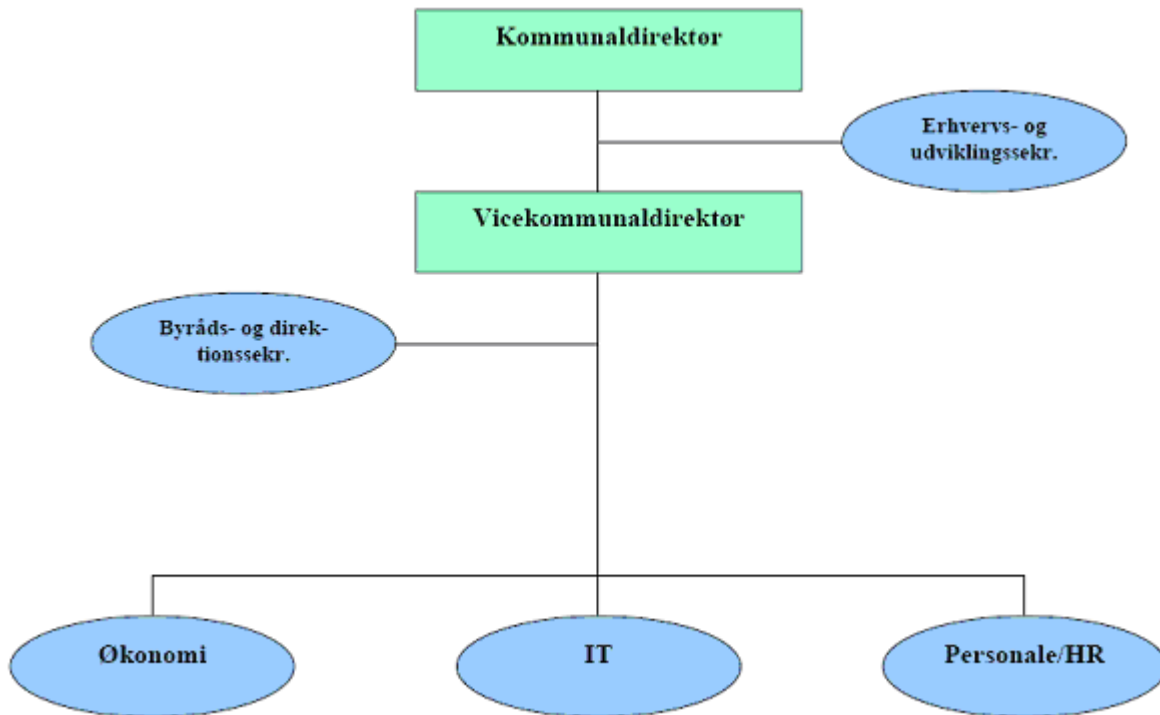 Kommunaldirektør
Erhvervs- og
udviklingssekr.
Vicekommunaldirektør
Byråds- og direk-
tionssekr.
Økonomi
IT
Personale/HR